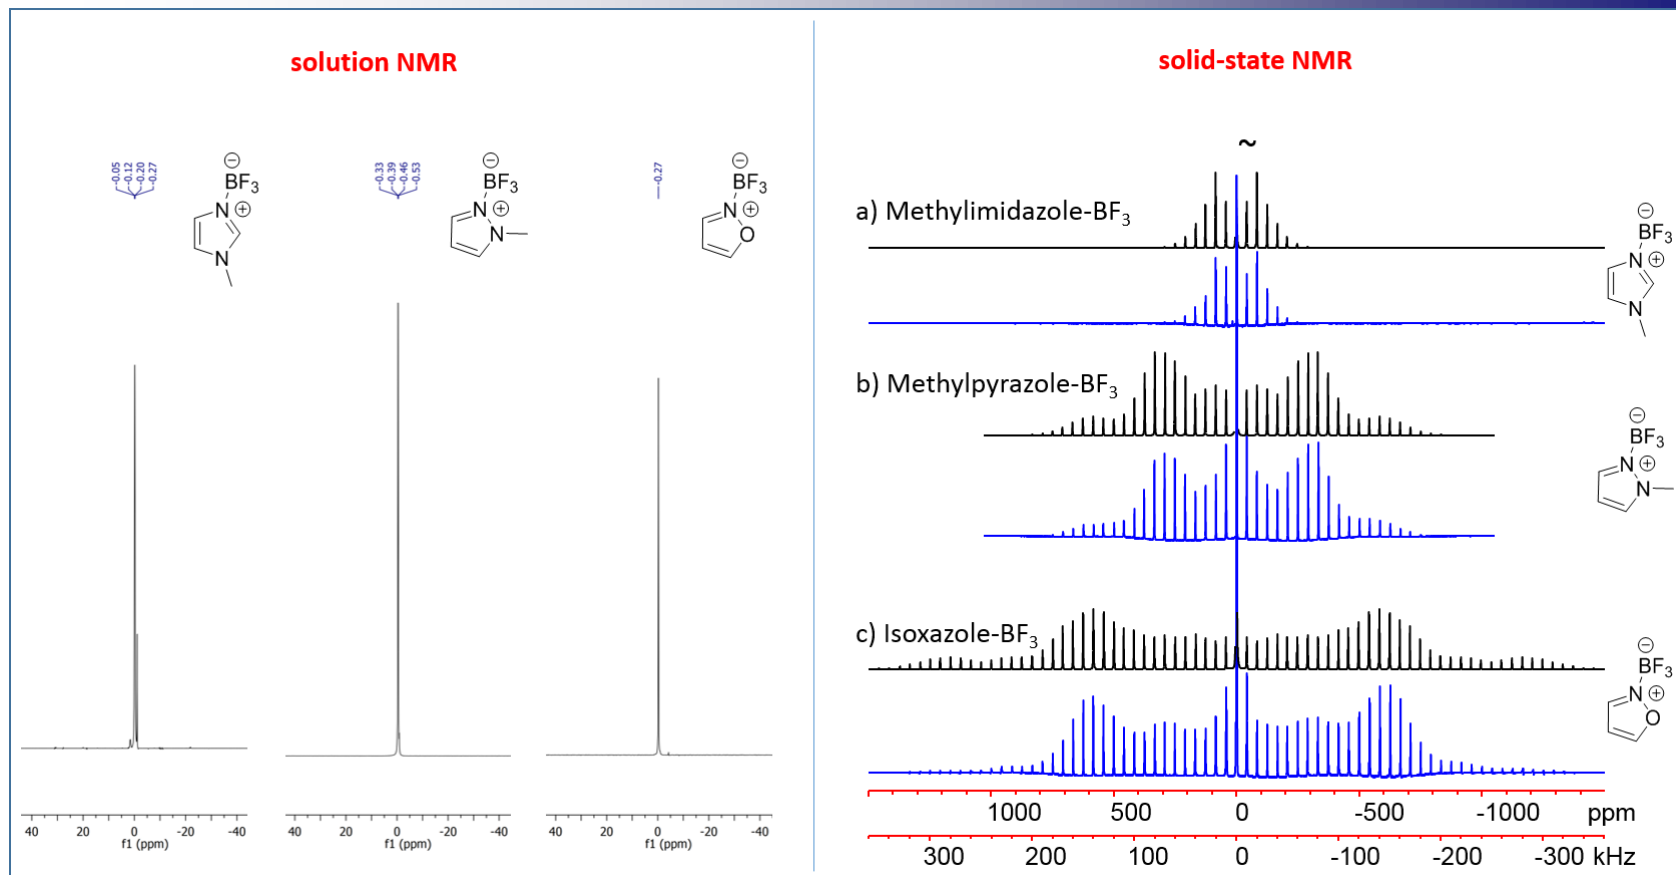 solution NMR
-0.05
-0.12
-0.20
-0.27
⊖
BF3
N ⊕
N
-0.33
-0.39
-0.46
-0.53
⊖
BF3
N ⊕
N
-0.27
⊖
BF3
N ⊕
O
40 20 0 -20 -40
f1 (ppm)
40 20 0 -20 -40
f1 (ppm)
40 20 0 -20 -40
f1 (ppm)
solid-state NMR
~
a) Methylimidazole-BF3
⊖
BF3
N ⊕
N
b) Methylpyrazole-BF3
⊖
BF3
N ⊕
N
c) Isoxazole-BF3
⊖
BF3
N ⊕
O
1000 500 0 -500 -1000 ppm
300 200 100 0 -100 -200 -300 kHz